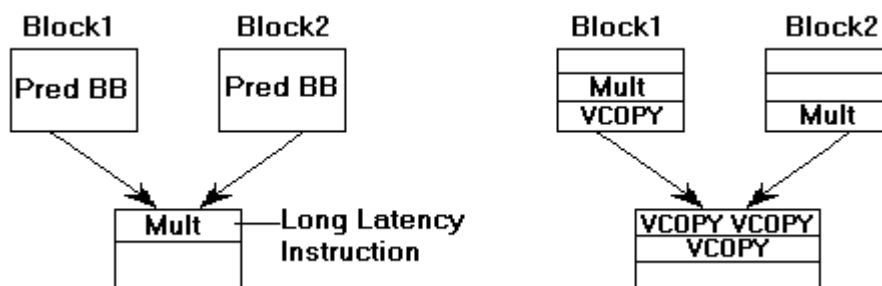 Block1
Block2
Pred BB
Pred BB
Mult
Long Latency
Instruction
Block1
Block2
Mult
VCOPY
Mult
VCOPY VCOPY
VCOPY